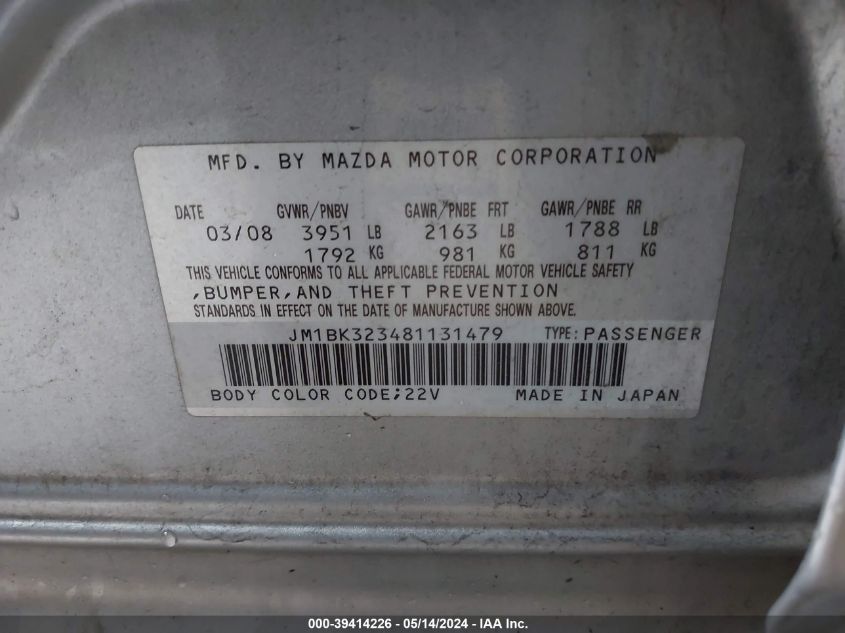 MFD. BY MAZDA MOTOR CORPORATION
DATE GVWR/PNBV GAWR/PNBE FRT GAWR/PNBE RR
03/08 3951 LB 2163 LB 1788 LB
1792 KG 981 KG 811 KG
THIS VEHICLE CONFORMS TO ALL APPLICABLE FEDERAL MOTOR VEHICLE SAFETY
,BUMPER,AND THEFT PREVENTION
STANDARDS IN EFFECT ON THE DATE OF MANUFACTURE SHOWN ABOVE.
JM1BK323481131479 TYPE: PASSENGER
BODY COLOR CODE;22V MADE IN JAPAN
000-39414226 - 05/14/2024 - IAA Inc.